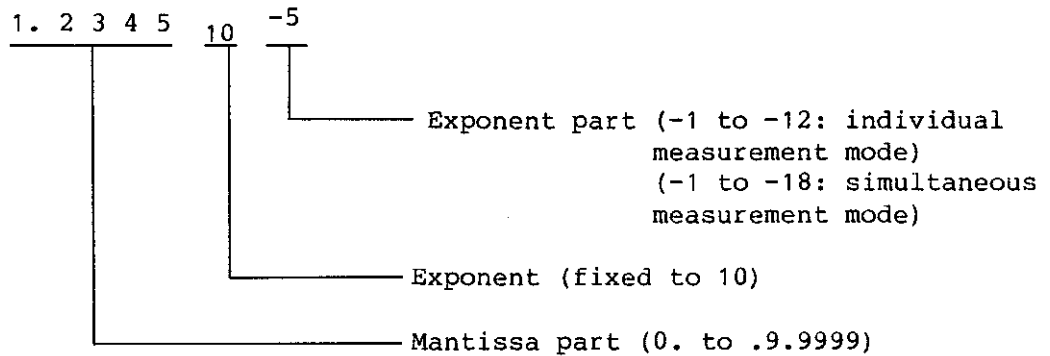 1. 2 3 4 5 10 -5
Exponent part (-1 to -12: individual
measurement mode)
(-1 to -18: simultaneous
measurement mode)
Exponent (fixed to 10)
Mantissa part (0. to .9.9999)